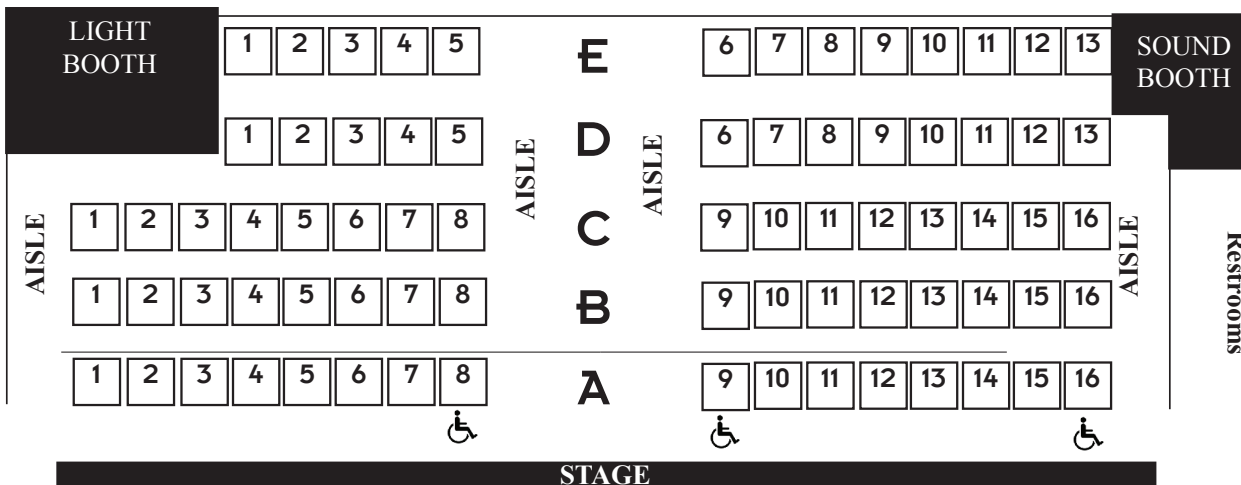 LIGHT
BOOTH
1 2 3 4 5 E 6 7 8 9 10 11 12 13
SOUND
BOOTH
1 2 3 4 5 D 6 7 8 9 10 11 12 13
AISLE
AISLE
AISLE
1 2 3 4 5 6 7 8 C 9 10 11 12 13 14 15 16
AISLE
Restrooms
1 2 3 4 5 6 7 8 B 9 10 11 12 13 14 15 16
1 2 3 4 5 6 7 8 A 9 10 11 12 13 14 15 16
STAGE